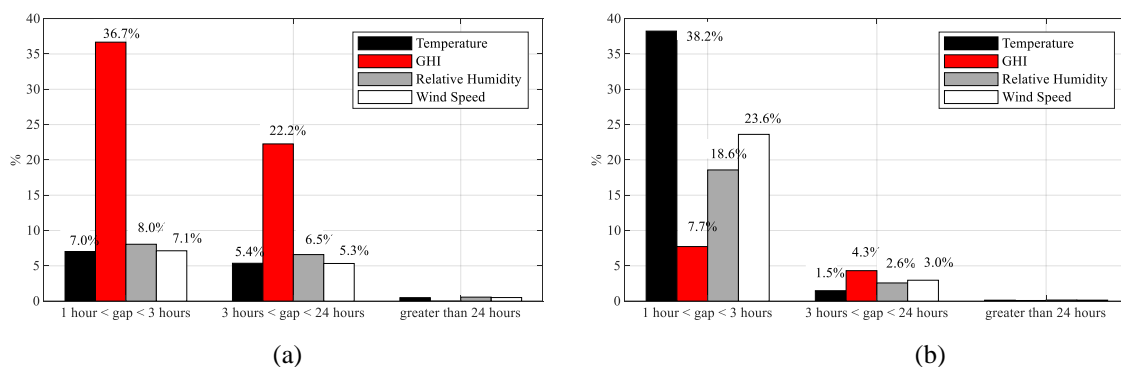 40
35
30
25
20
15
10
5
0
%
36.7%
22.2%
7.0%
8.0%
7.1%
5.4%
6.5%
5.3%
Temperature
GHI
Relative Humidity
Wind Speed
1 hour < gap < 3 hours
3 hours < gap < 24 hours
greater than 24 hours
(a)
40
35
30
25
20
15
10
5
0
%
38.2%
7.7%
18.6%
23.6%
1.5%
4.3%
2.6%
3.0%
Temperature
GHI
Relative Humidity
Wind Speed
1 hour < gap < 3 hours
3 hours < gap < 24 hours
greater than 24 hours
(b)